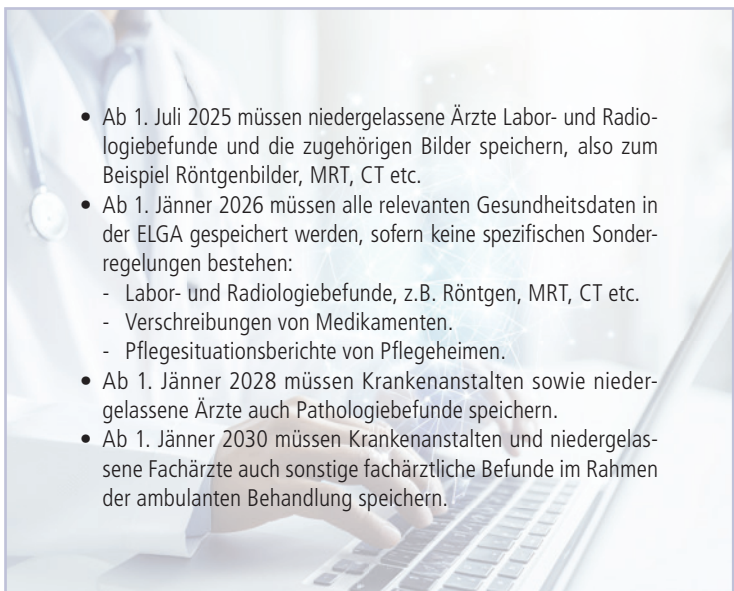 • Ab 1. Juli 2025 müssen niedergelassene Ärzte Labor- und Radio-
logiebefunde und die zugehörigen Bilder speichern, also zum
Beispiel Röntgenbilder, MRT, CT etc.
• Ab 1. Jänner 2026 müssen alle relevanten Gesundheitsdaten in
der ELGA gespeichert werden, sofern keine spezifischen Sonder-
regelungen bestehen:
- Labor- und Radiologiebefunde, z.B. Röntgen, MRT, CT etc.
- Verschreibungen von Medikamenten.
- Pflegesituationsberichte von Pflegeheimen.
• Ab 1. Jänner 2028 müssen Krankenanstalten sowie nieder-
gelassene Ärzte auch Pathologiebefunde speichern.
• Ab 1. Jänner 2030 müssen Krankenanstalten und niedergelas-
sene Fachärzte auch sonstige fachärztliche Befunde im Rahmen
der ambulanten Behandlung speichern.